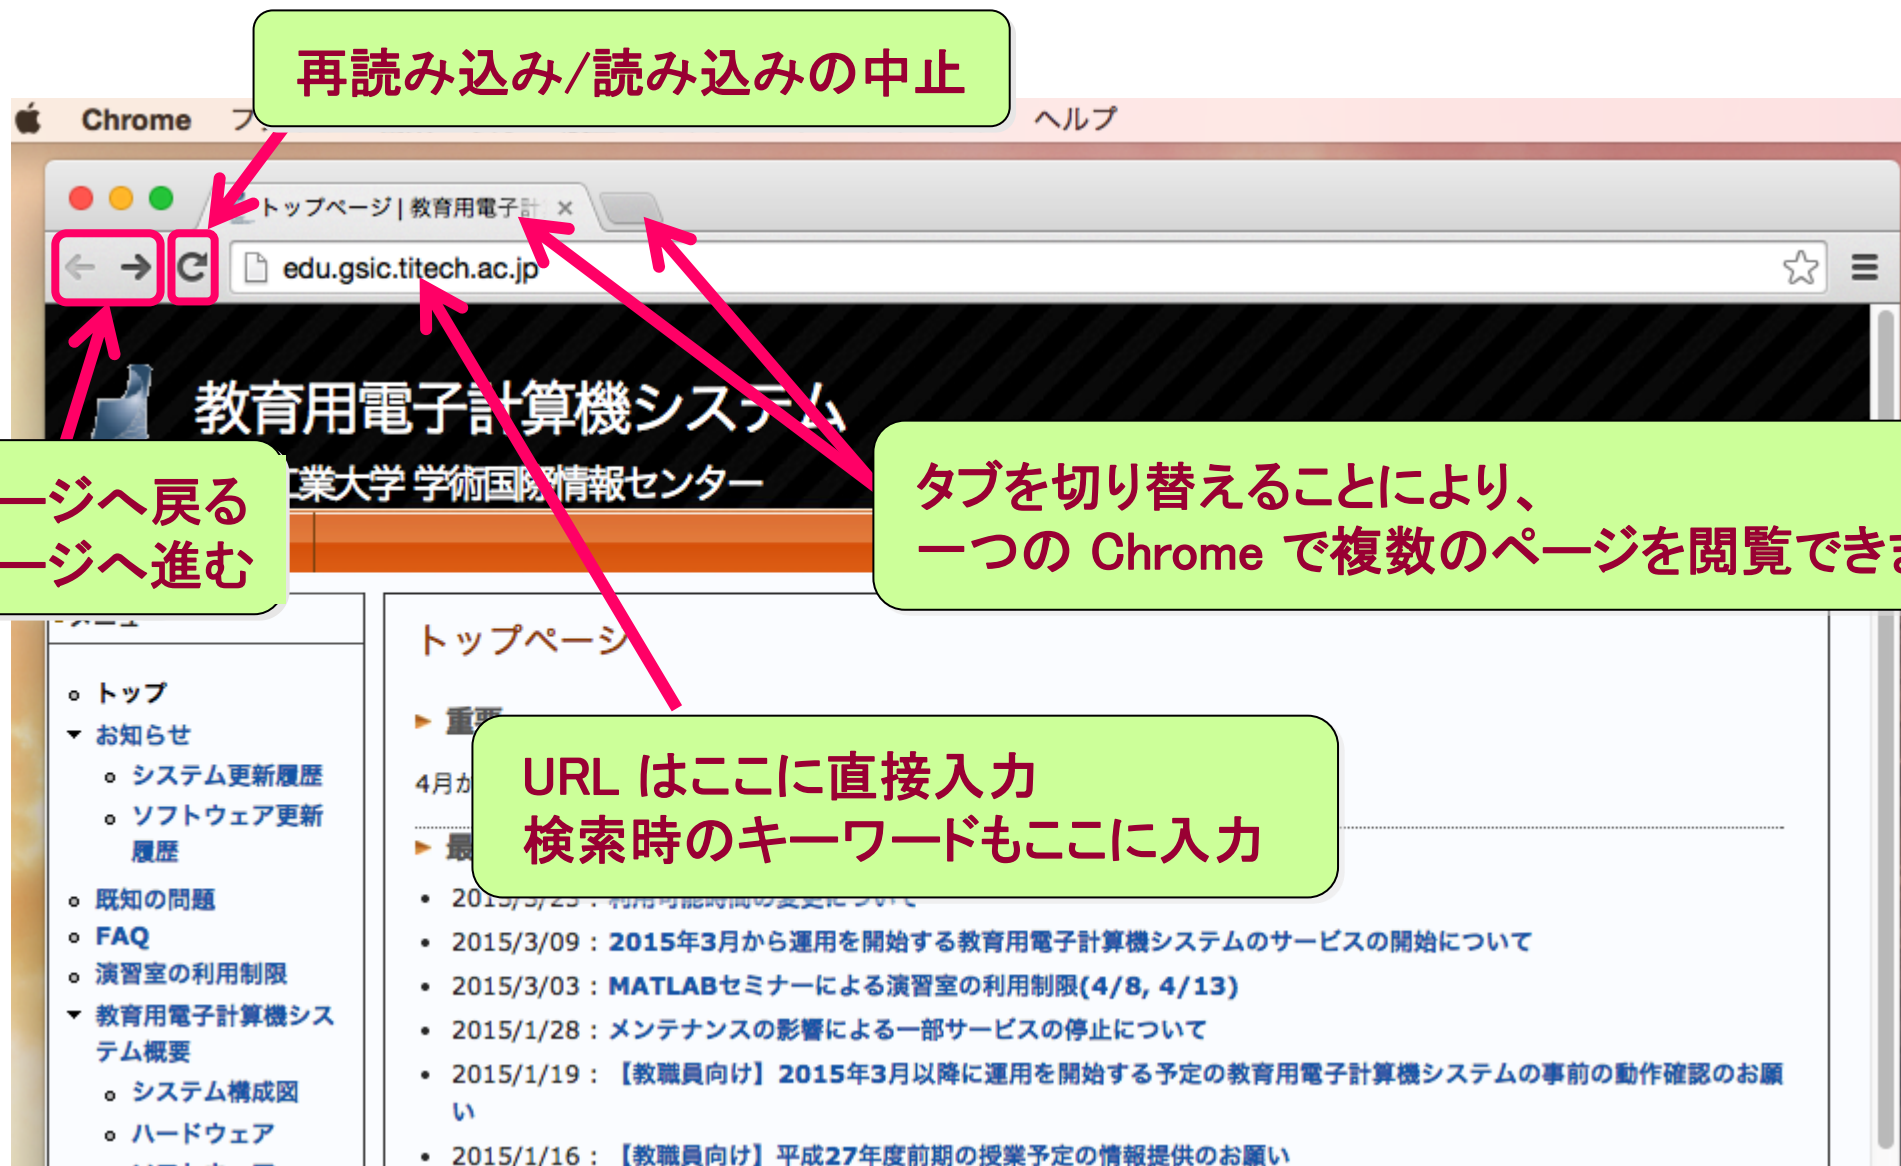 再読み込み/読み込みの中止
Chrome
ヘルプ
トップページ | 教育用電子計
edu.gsic.titech.ac.jp
教育用電子計算機システム
工業大学 学術国際情報センター
ージへ戻る
ージへ進む
タブを切り替えることにより、
一つの Chrome で複数のページを閲覧でき
トップページ
トップ
お知らせ
システム更新履歴
ソフトウェア更新
履歴
既知の問題
FAQ
演習室の利用制限
教育用電子計算機シス
テム概要
システム構成図
ハードウェア
重要
4月か
URL はここに直接入力
検索時のキーワードもここに入力
最
2015/3/09 : 2015年3月から運用を開始する教育用電子計算機システムのサービスの開始について
2015/3/03 : MATLABセミナーによる演習室の利用制限(4/8, 4/13)
2015/1/28 : メンテナンスの影響による一部サービスの停止について
2015/1/19 : 【教職員向け】2015年3月以降に運用を開始する予定の教育用電子計算機システムの事前の動作確認のお願
い
2015/1/16 : 【教職員向け】平成27年度前期の授業予定の情報提供のお願い